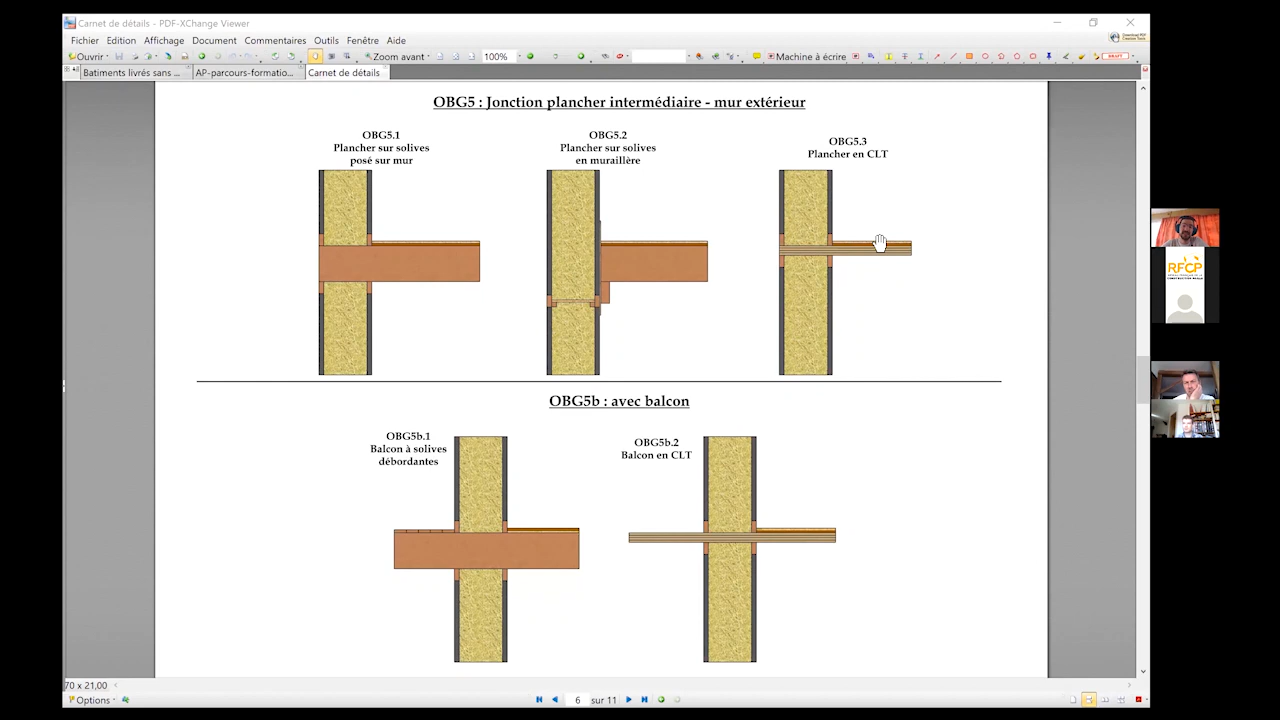 Carnet de détails - PDF-XChange Viewer
Fichier Edition Affichage Document Commentaires Outils Fenêtre Aide
Ouvrir Zoom avant 100% Machine à écrire DRAFT
Batiments livrés sans ... AP-parcours-formatio... Carnet de détails
OBG5 : Jonction plancher intermédiaire - mur extérieur
OBG5.1
Plancher sur solives
posé sur mur
OBG5.2
Plancher sur solives
en muraillère
OBG5.3
Plancher en CLT
OBG5b : avec balcon
OBG5b.1
Balcon à solives
débordantes
OBG5b.2
Balcon en CLT
RFCP
70 x 21,00
Options
6 sur 11